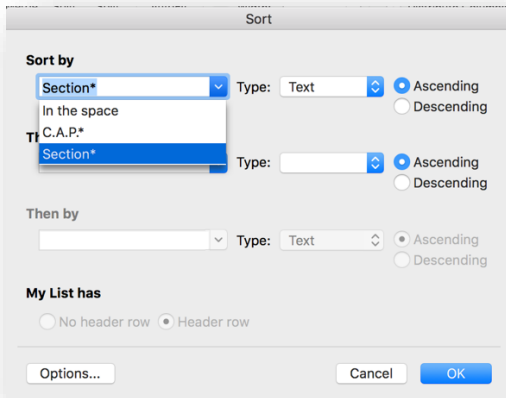 Sort
Sort by
Section* Type: Text Ascending
Descending
In the space
C.A.P.*
Section*
Type: Ascending
Descending
Then by
Type: Text Ascending
Descending
My List has
No header row Header row
Options... Cancel OK